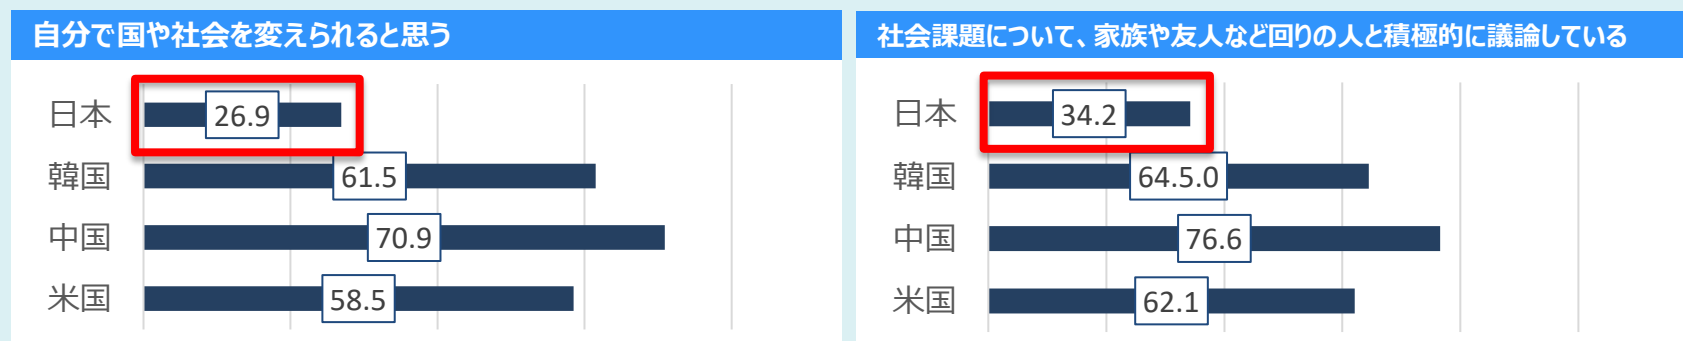 自分で国や社会を変えられると思う
日本 26.9
韓国 61.5
中国 70.9
米国 58.5
社会課題について、家族や友人など回りの人と積極的に議論している
日本 34.2
韓国 64.5.0
中国 76.6
米国 62.1